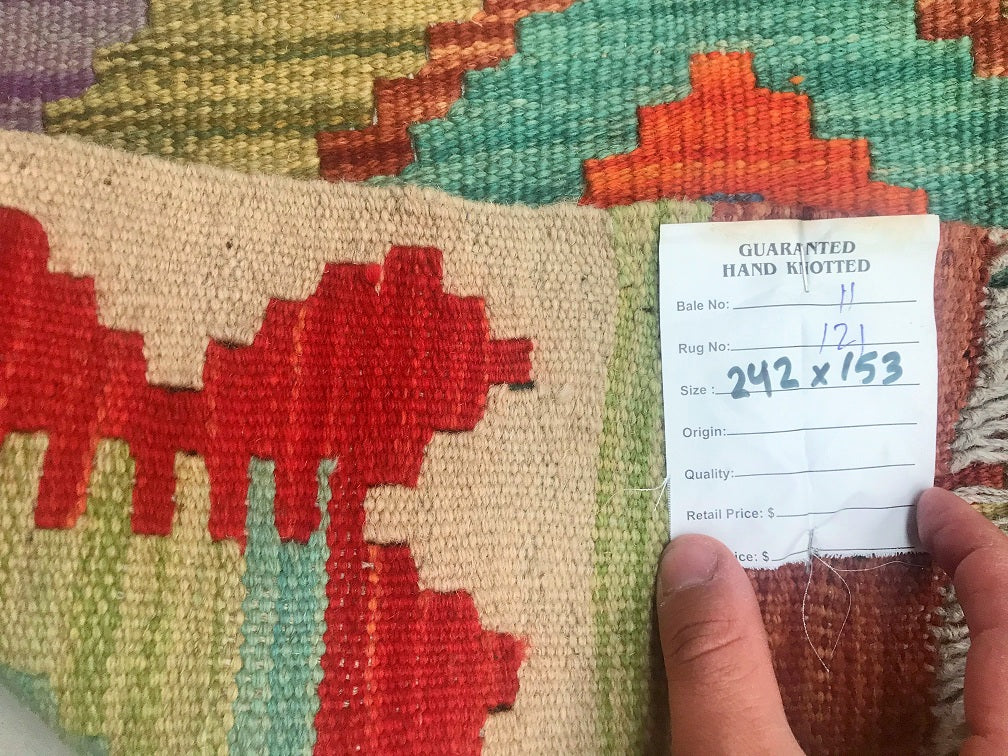 GUARANTED
HAND KNOTTED
Bale No: 11
Rug No: 121
Size : 242 x 153
Origin:
Quality:
Retail Price: $
ice: $